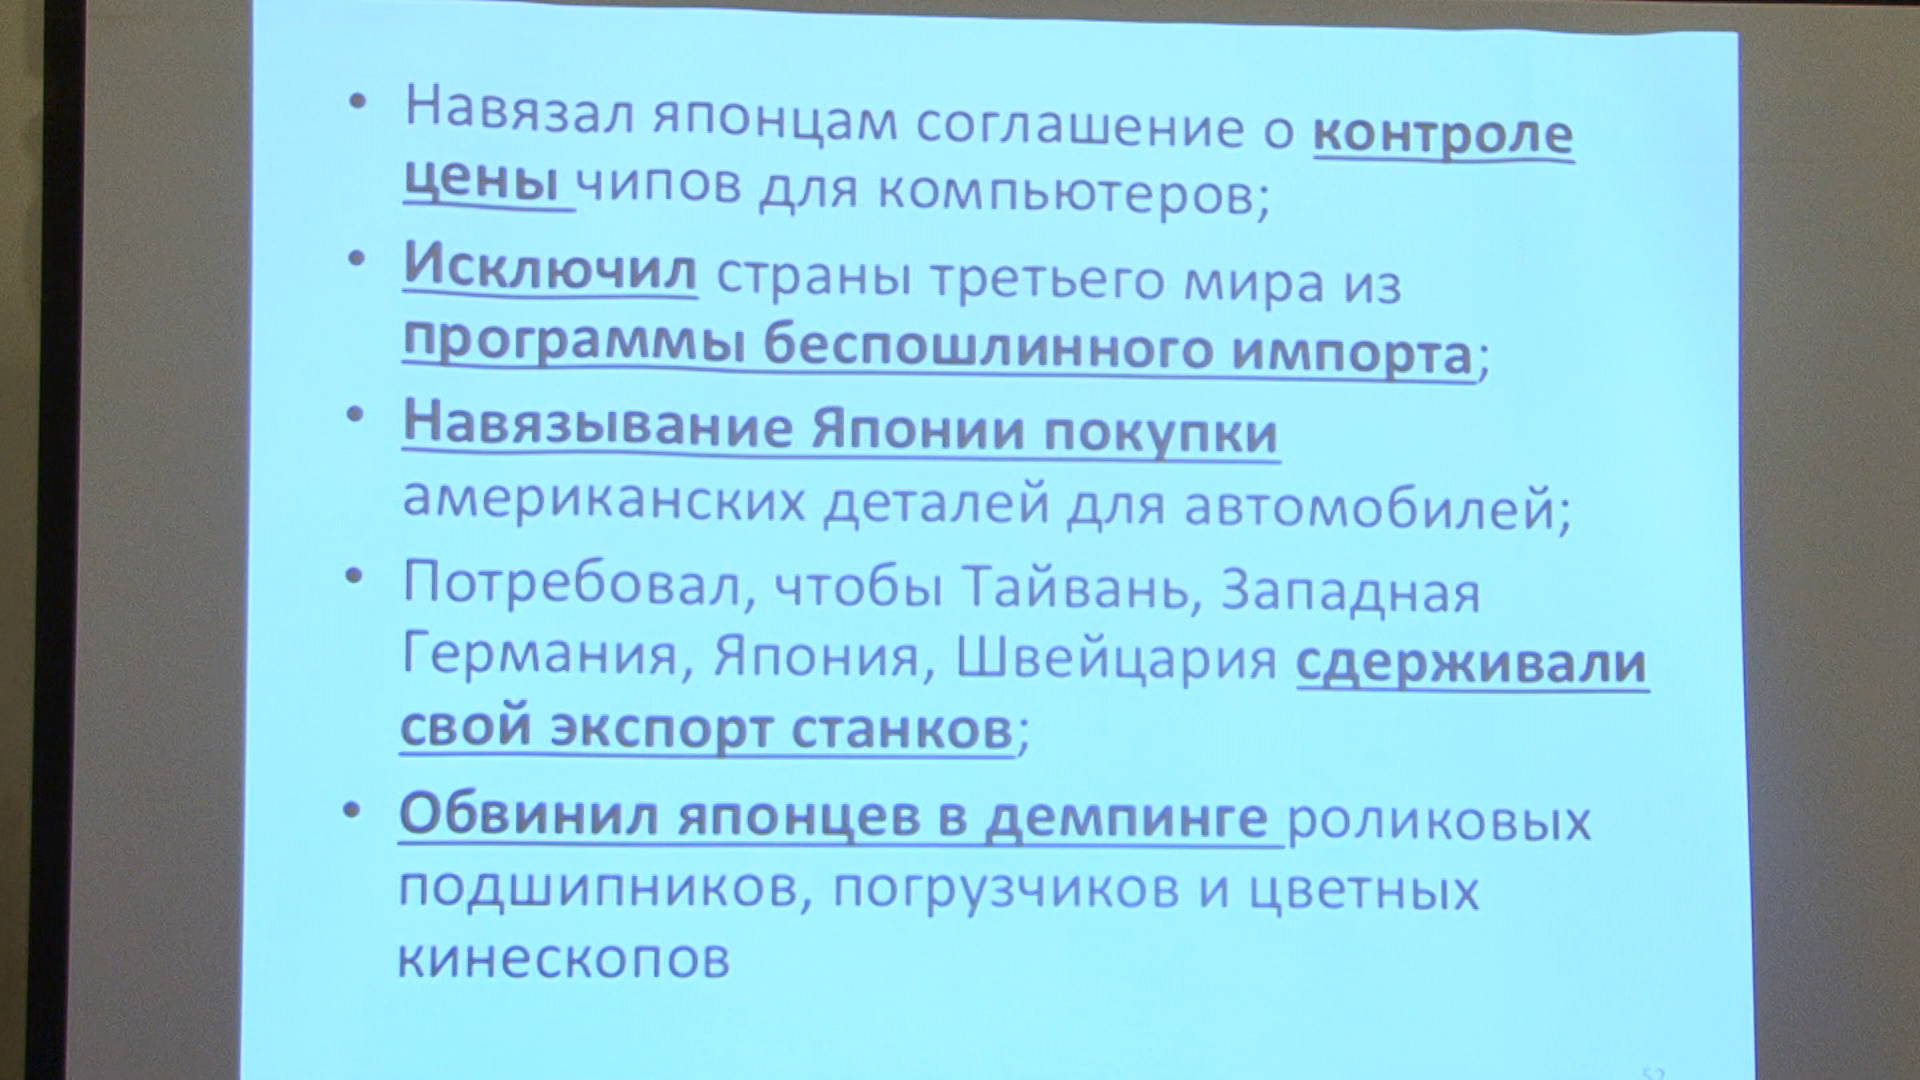 • Навязал японцам соглашение о контроле
цены чипов для компьютеров;
• Исключил страны третьего мира из
программы беспошлинного импорта;
• Навязывание Японии покупки
американских деталей для автомобилей;
• Потребовал, чтобы Тайвань, Западная
Германия, Япония, Швейцария сдерживали
свой экспорт станков;
• Обвинил японцев в демпинге роликовых
подшипников, погрузчиков и цветных
кинескопов